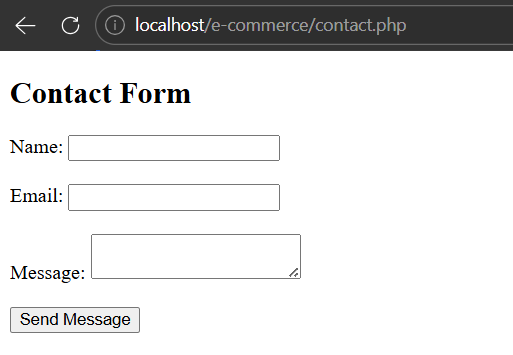 localhost/e-commerce/contact.php
Contact Form
Name:
Email:
Message:
Send Message